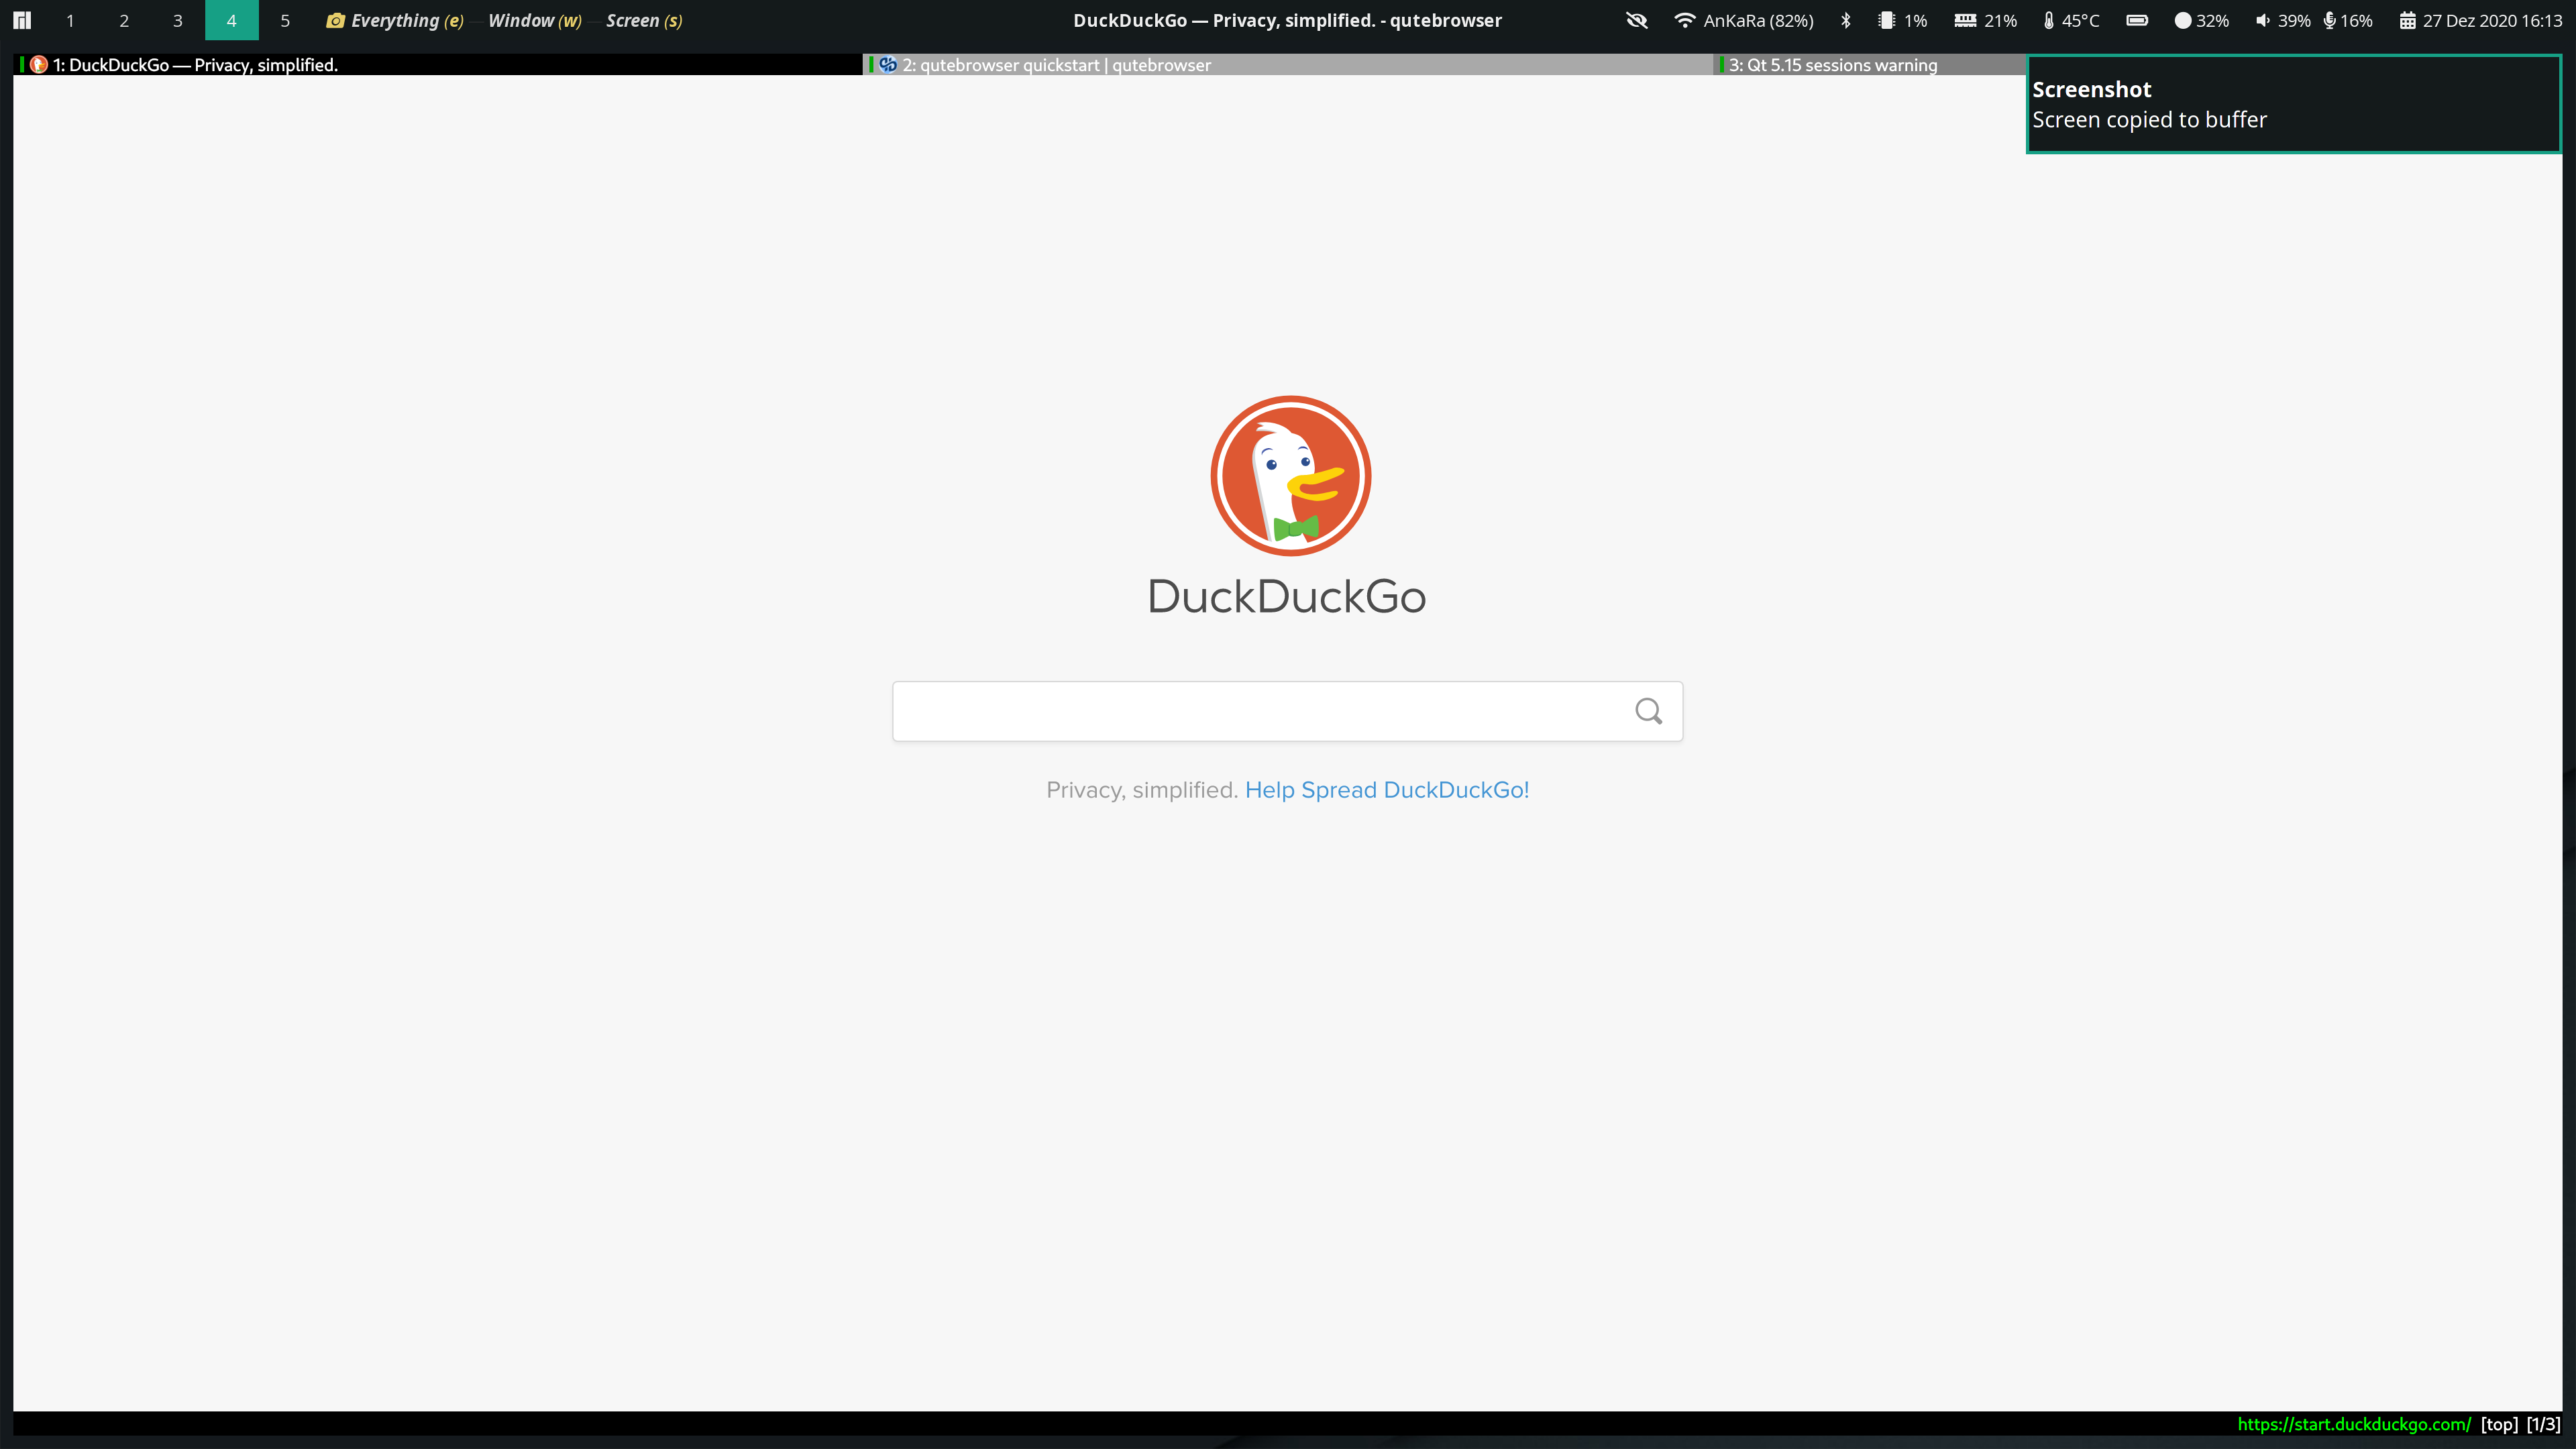 1 2 3 4 5 Everything (e) — Window (w) — Screen (s) DuckDuckGo — Privacy, simplified. - qutebrowser AnKaRa (82%) 1% 21% 45°C 32% 39% 16% 27 Dez 2020 16:13
1: DuckDuckGo — Privacy, simplified. 2: qutebrowser quickstart | qutebrowser 3: Qt 5.15 sessions warning
Screenshot
Screen copied to buffer
DuckDuckGo
Privacy, simplified. Help Spread DuckDuckGo!
https://start.duckduckgo.com/ [top] [1/3]